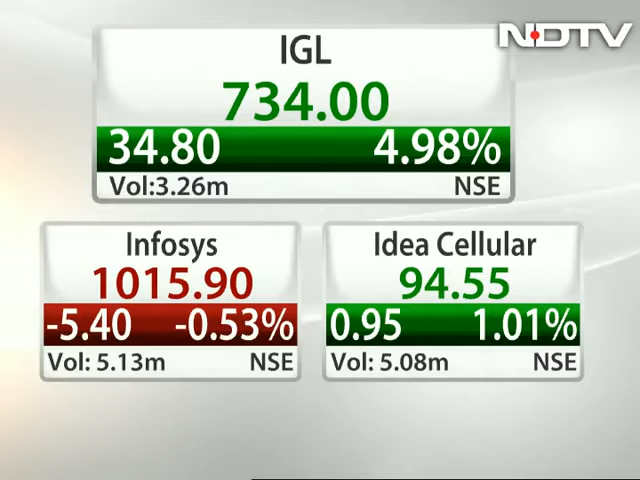 NDTV
IGL
734.00
34.80 4.98%
Vol:3.26m NSE
Infosys
1015.90
-5.40 -0.53%
Vol: 5.13m NSE
Idea Cellular
94.55
0.95 1.01%
Vol: 5.08m NSE